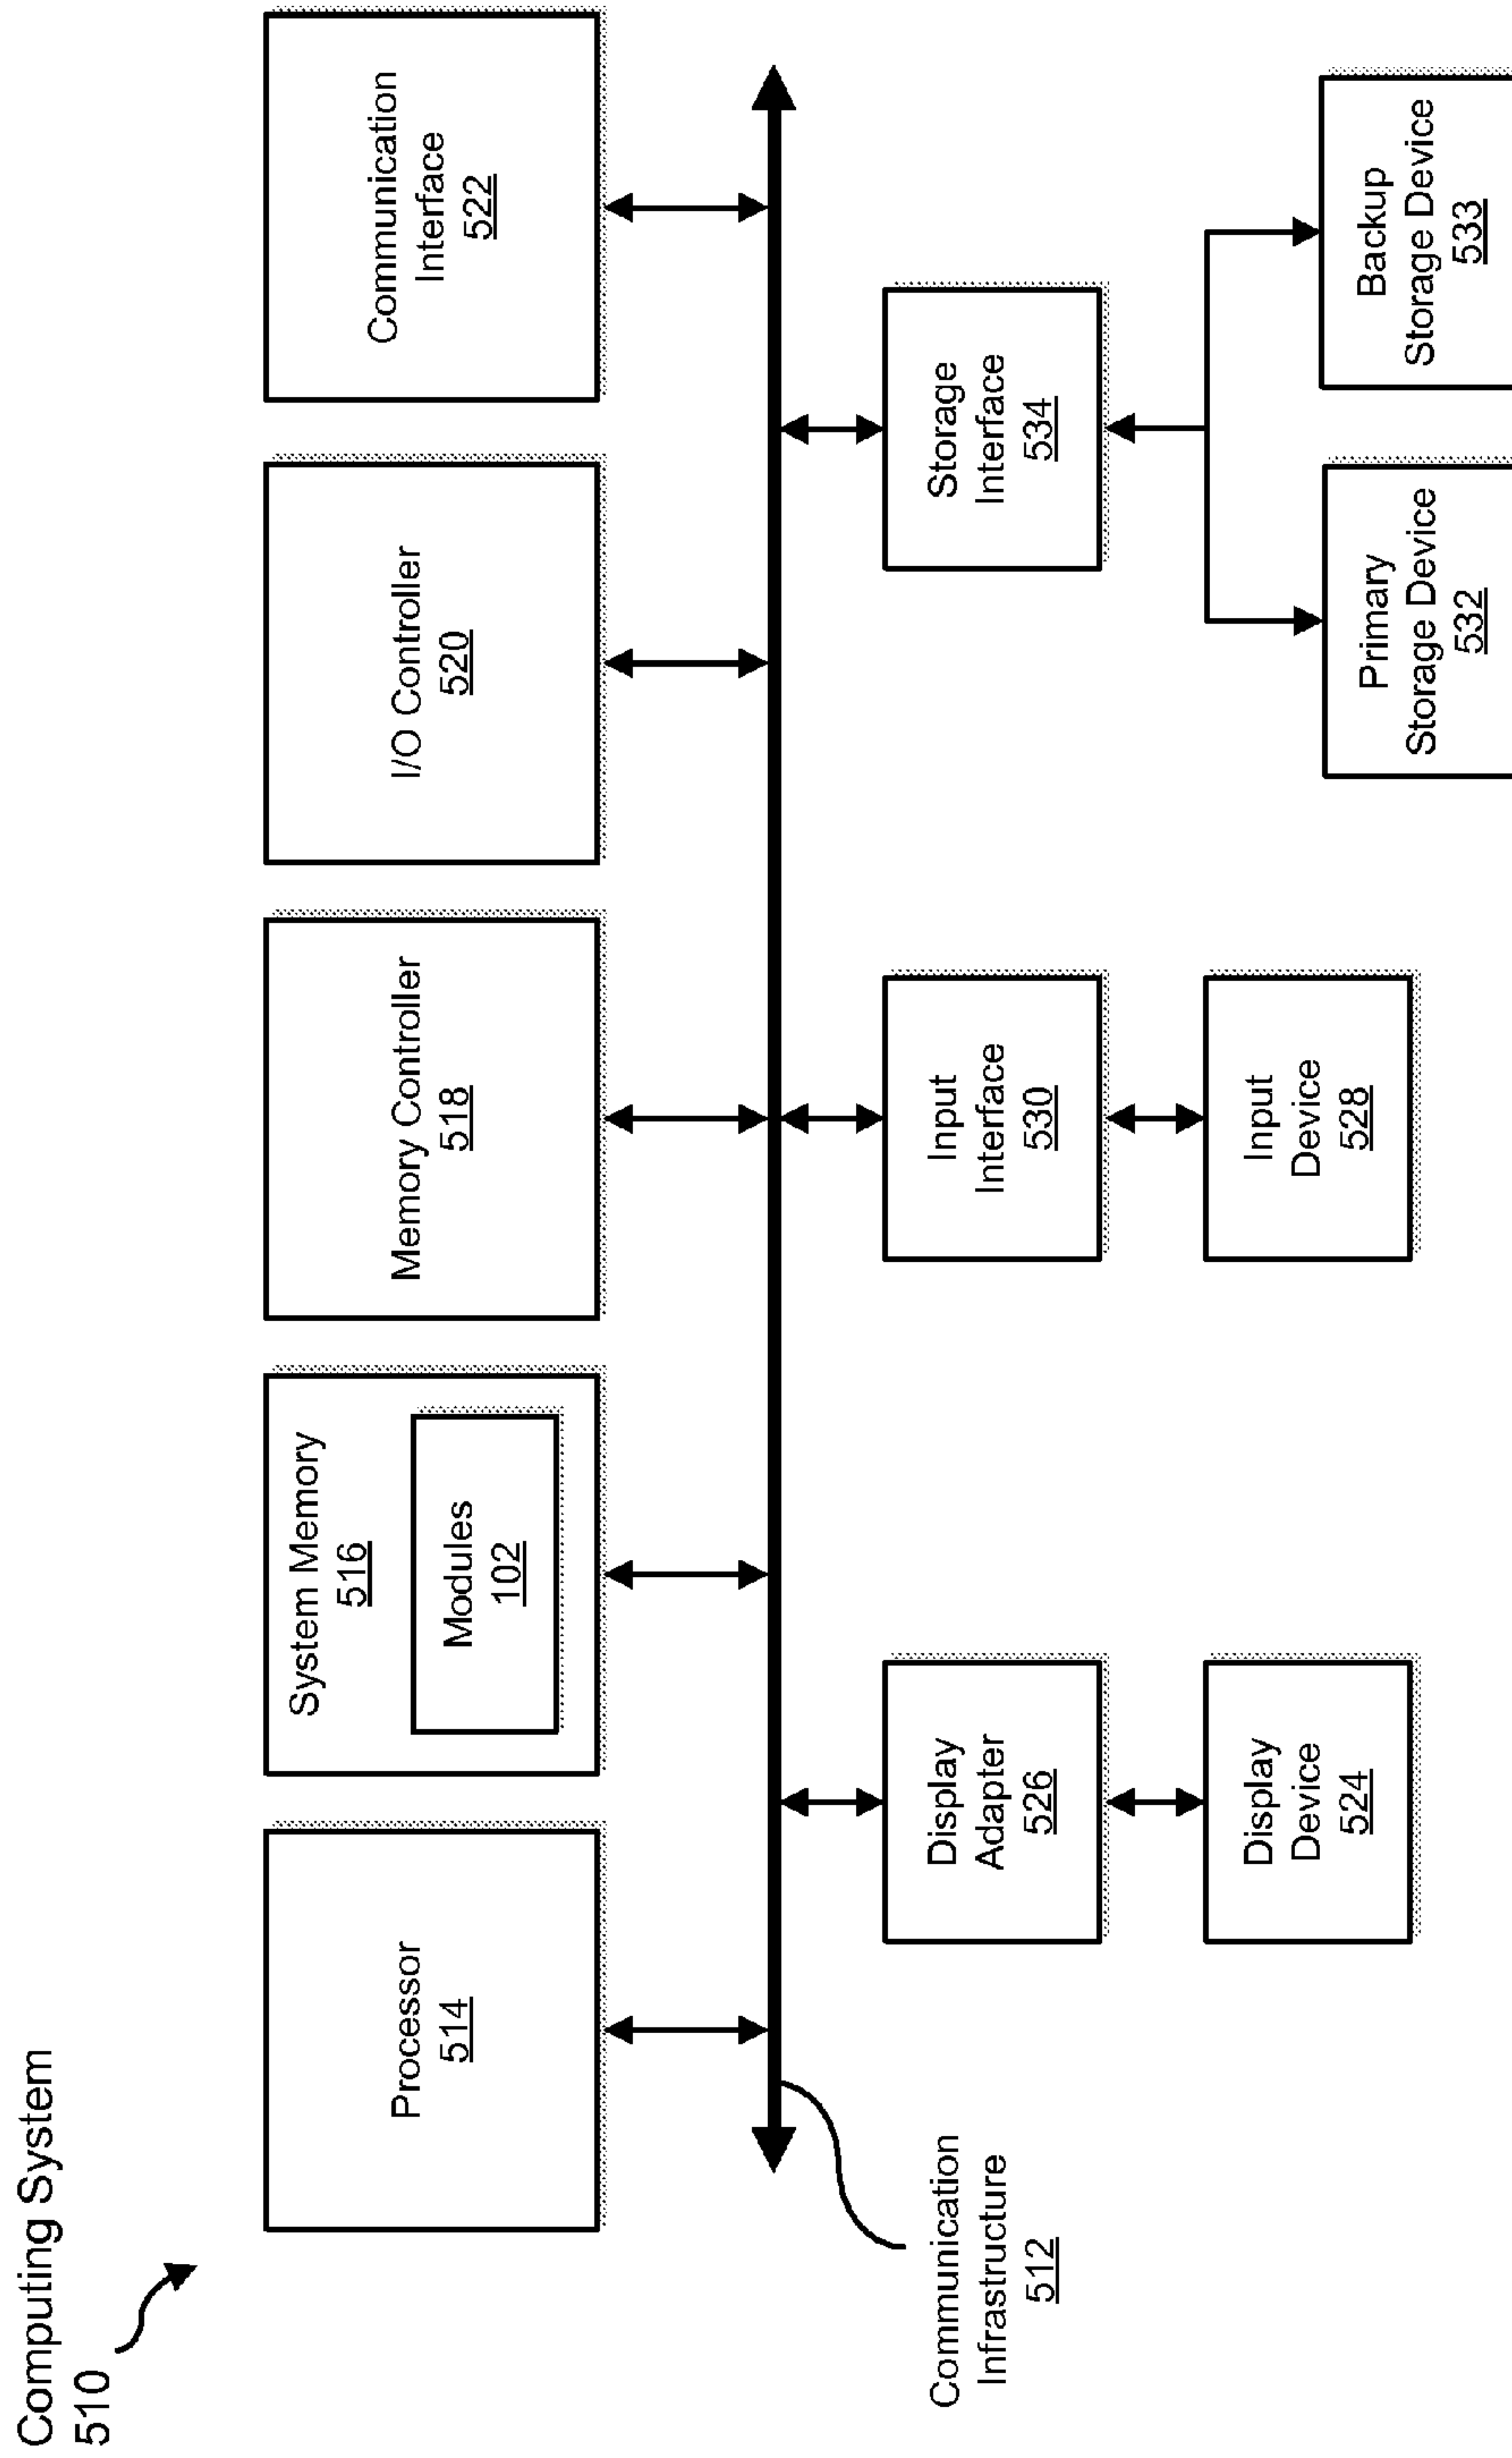 Computing System
510
Processor
514
System Memory
516
Modules
102
Memory Controller
518
I/O Controller
520
Communication
Interface
522
Communication
Infrastructure
512
Display
Adapter
526
Input
Interface
530
Storage
Interface
534
Display
Device
524
Input
Device
528
Primary
Storage Device
532
Backup
Storage Device
533